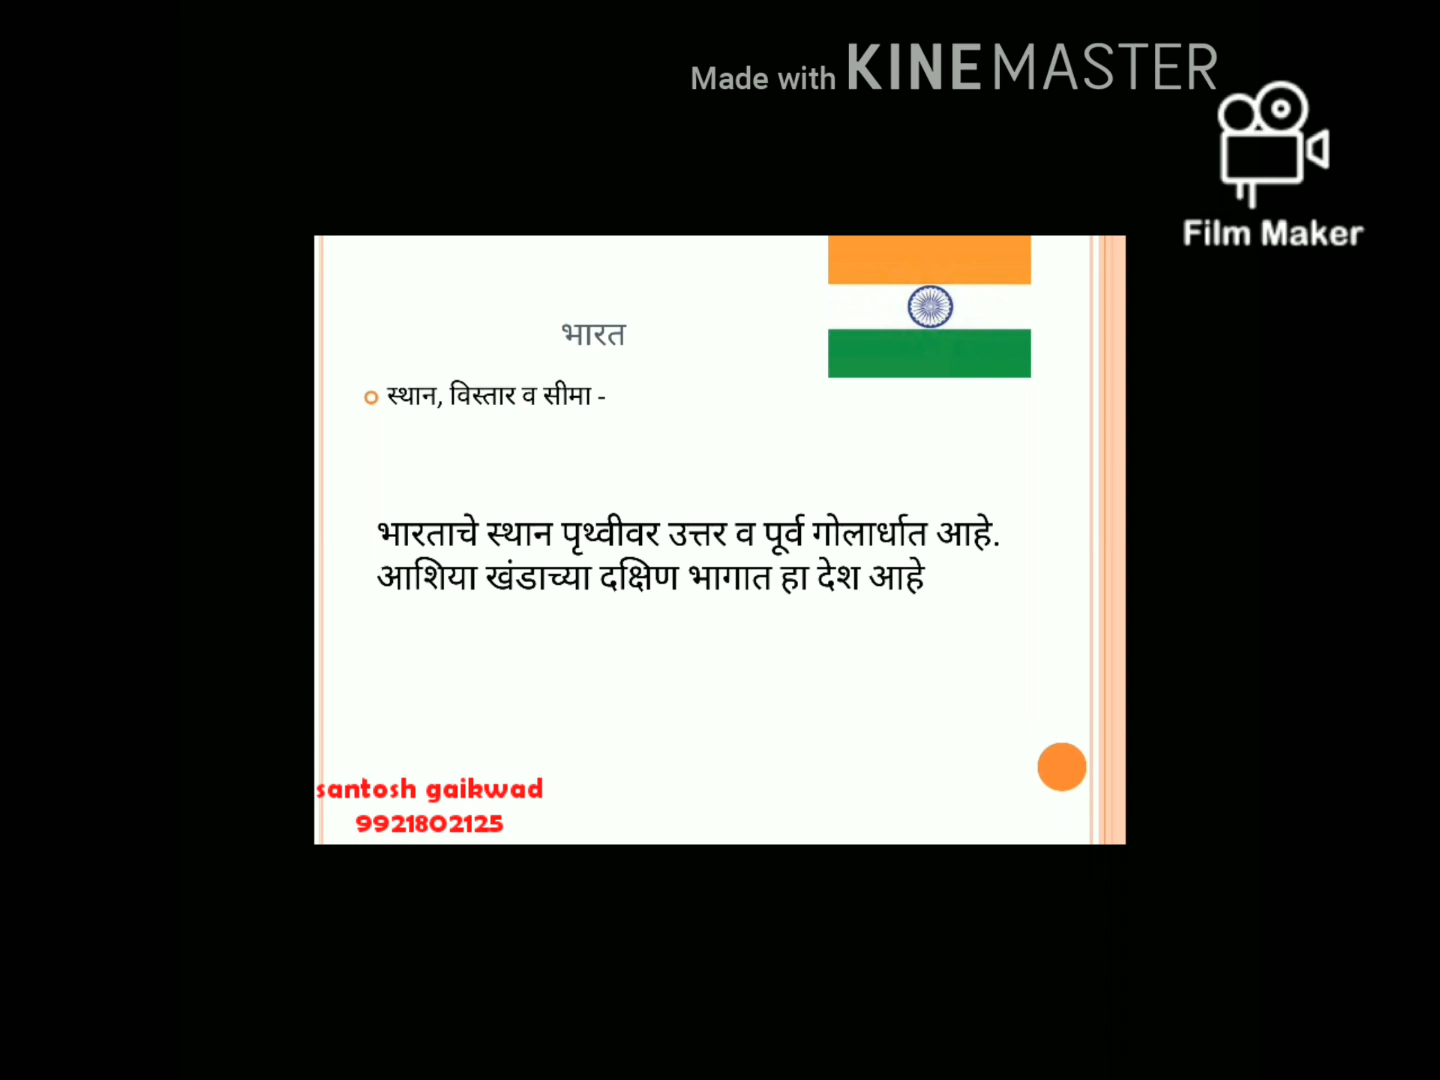 Made with KINEMASTER
Film Maker
भारत
स्थान, विस्तार व सीमा -
भारताचे स्थान पृथ्वीवर उत्तर व पूर्व गोलार्धात आहे.
आशिया खंडाच्या दक्षिण भागात हा देश आहे
santosh gaikwad
9921802125